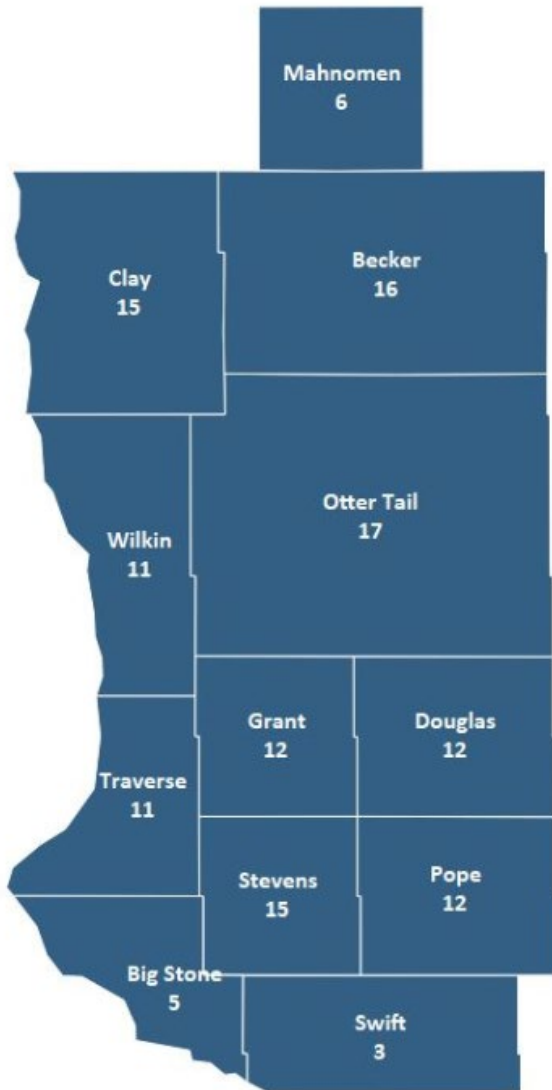 Mahnomen
6
Clay
15
Becker
16
Otter Tail
17
Wilkin
11
Grant
12
Douglas
12
Traverse
11
Stevens
15
Pope
12
Big Stone
5
Swift
3